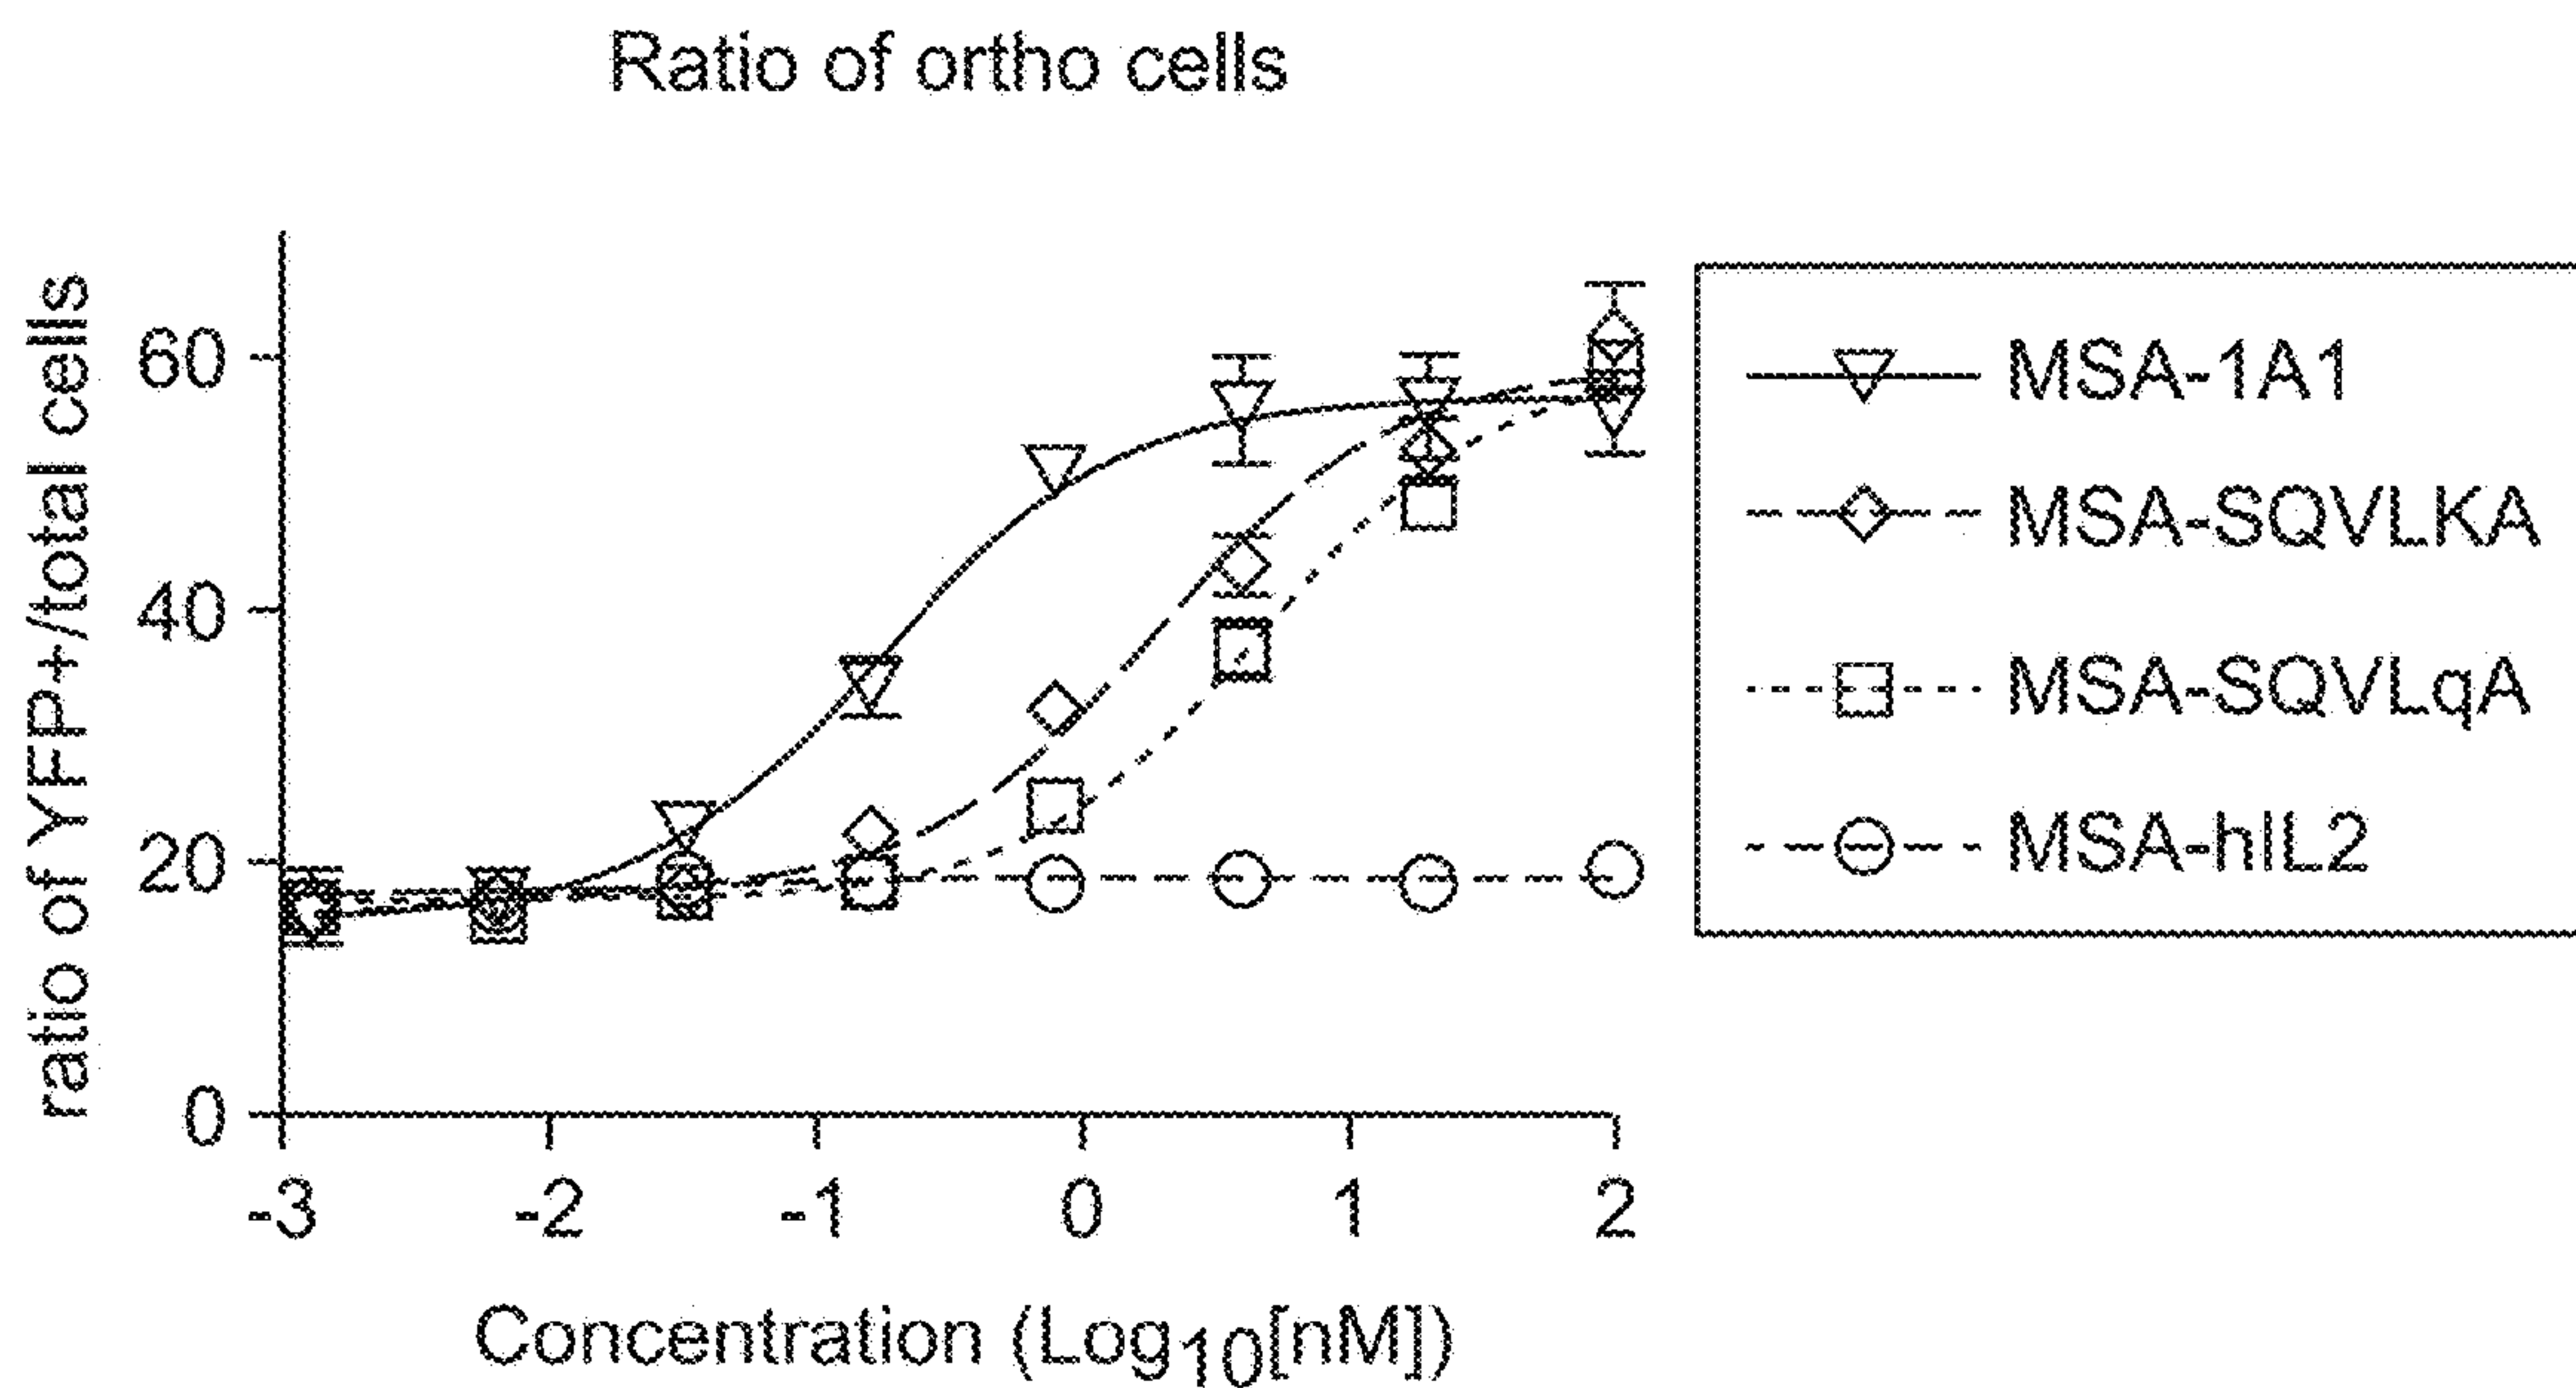 Ratio of ortho cells
ratio of YFP+/total cells
60
40
20
0
-3 -2 -1 0 1 2
Concentration (Log10[nM])
MSA-1A1
MSA-SQVLKA
MSA-SQVLqA
MSA-hIL2